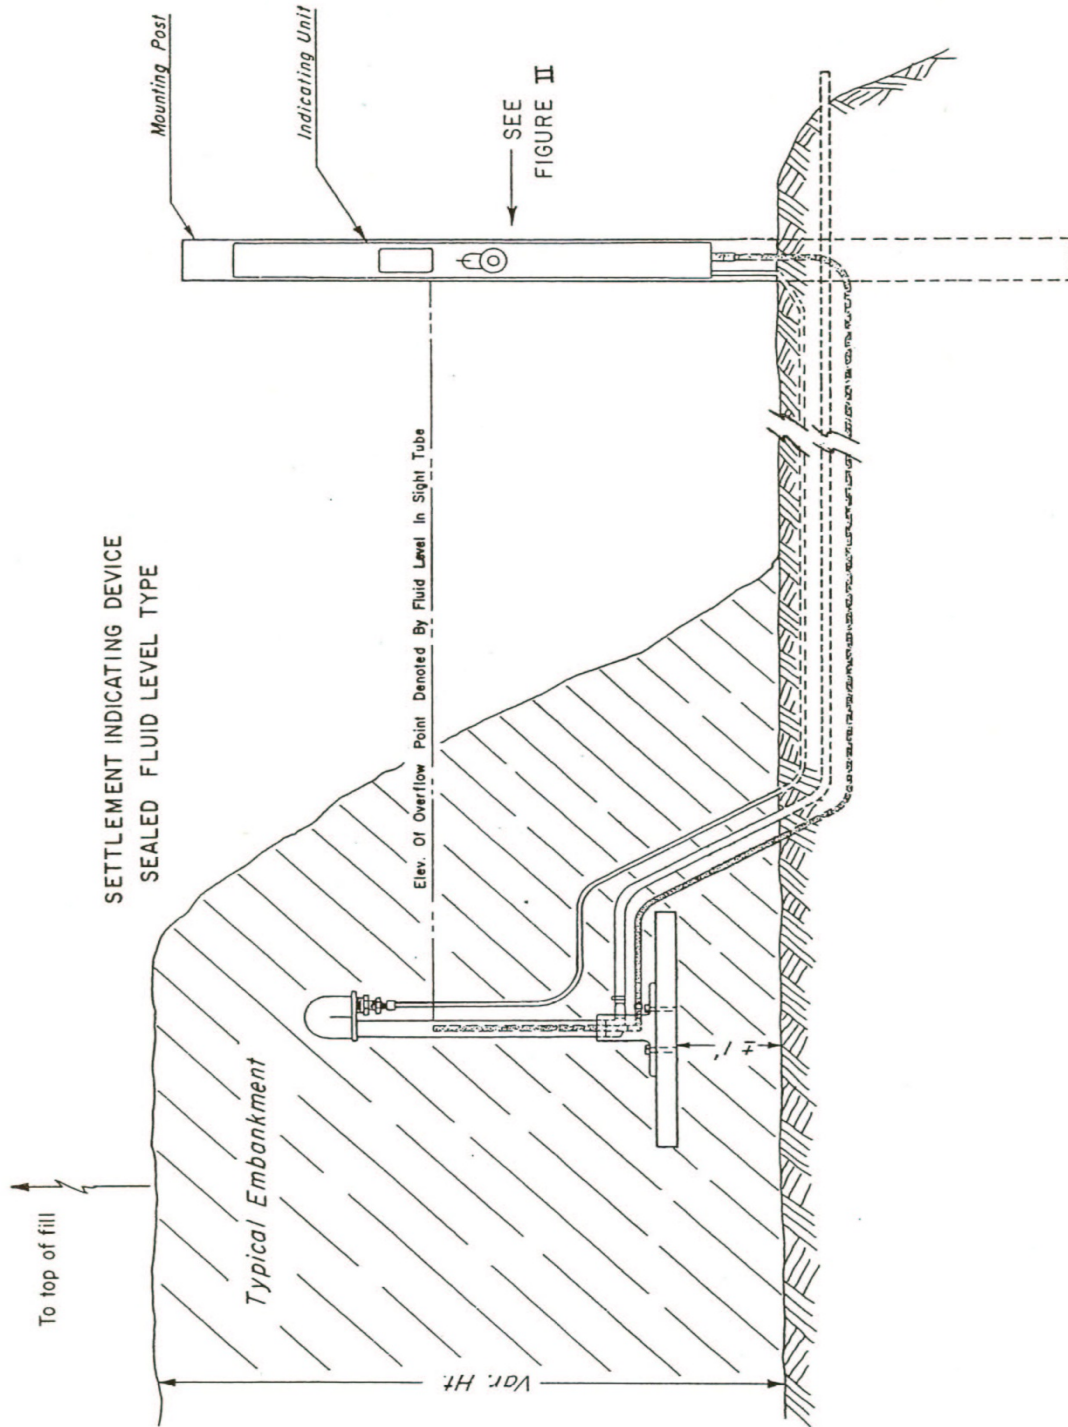 SETTLEMENT INDICATING DEVICE
SEALED FLUID LEVEL TYPE
To top of fill
Mounting Post
Indicating Unit
SEE
FIGURE II
Elev. Of Overflow Point Denoted By Fluid Level In Sight Tube
Typical Embankment
Var. Ht.
± 1'